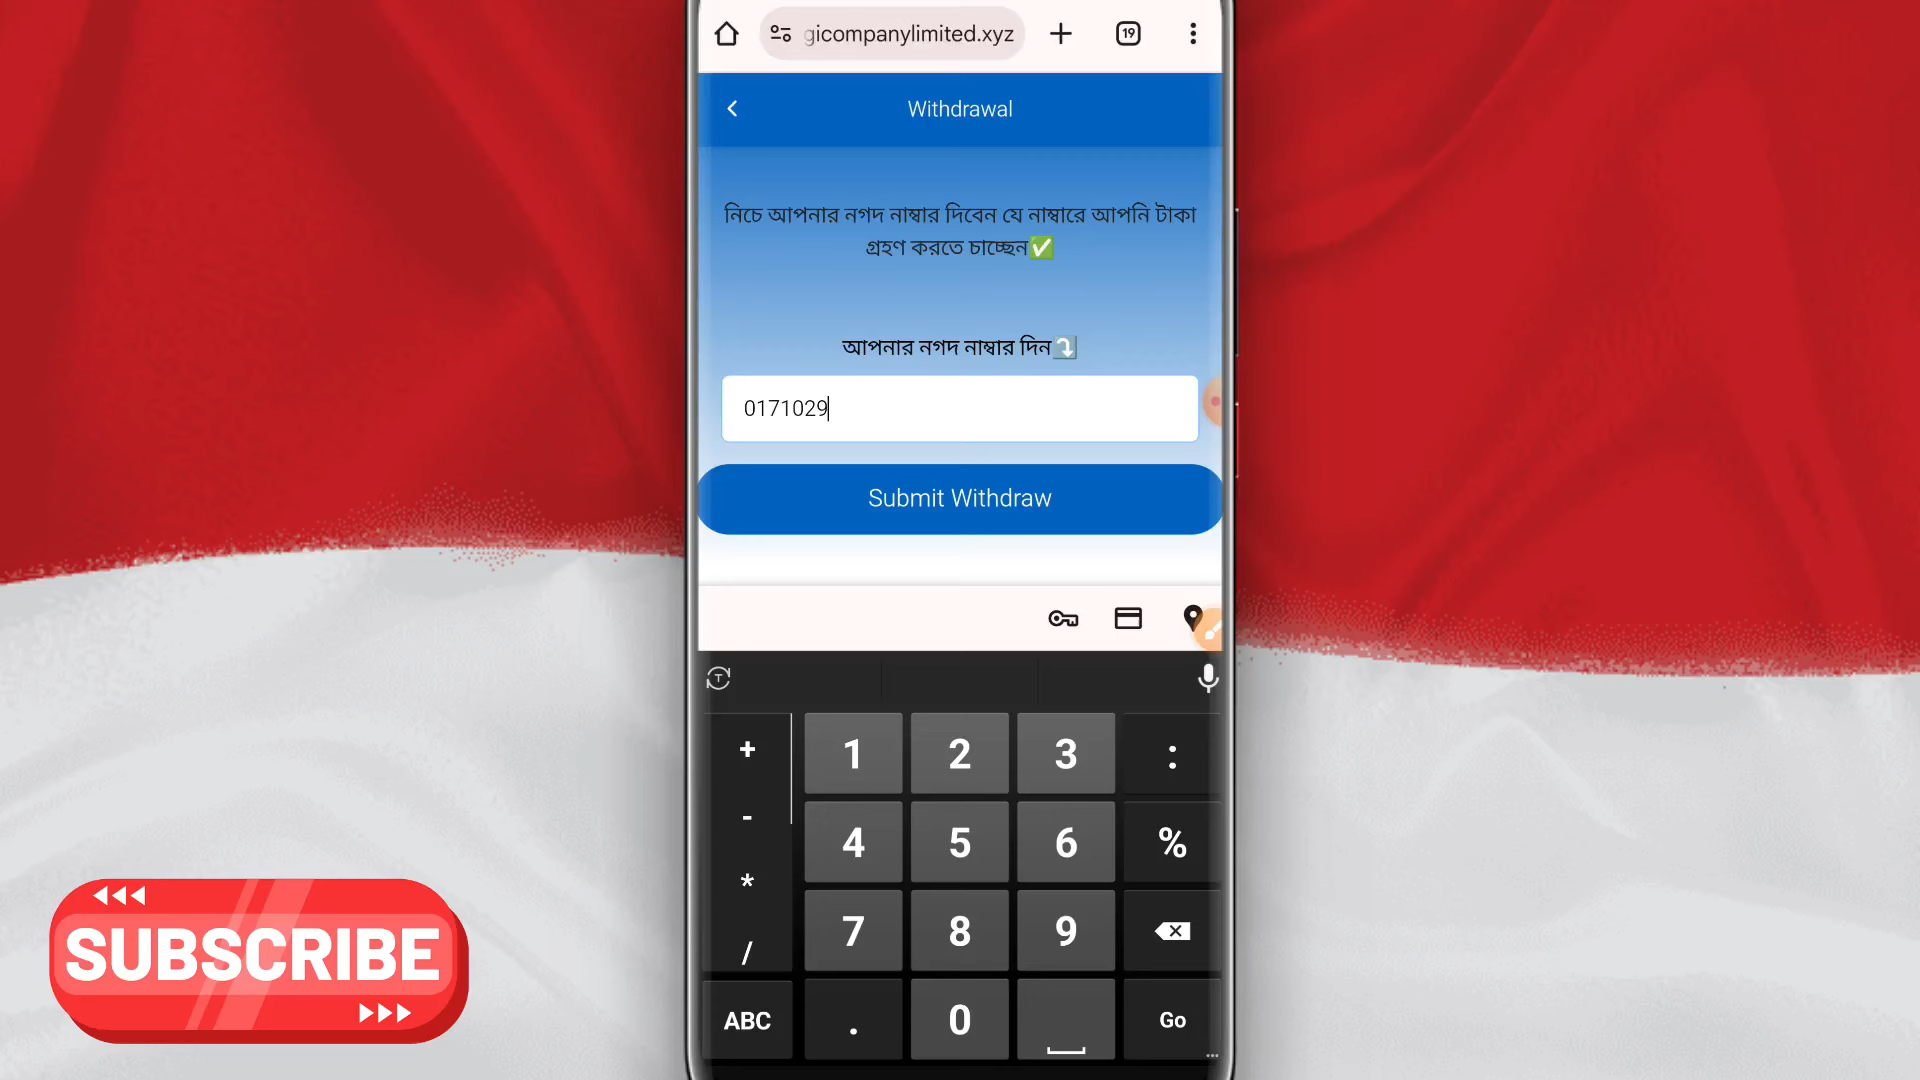 gicompanylimited.xyz
19
Withdrawal
নিচে আপনার নগদ নাম্বার দিবেন যে নাম্বারে আপনি টাকা
গ্রহণ করতে চাচ্ছেন✅
আপনার নগদ নাম্বার দিন⤵️
0171029
Submit Withdraw
T
+ 1 2 3 :
- 4 5 6 %
* 7 8 9
/
ABC . 0 Go
SUBSCRIBE